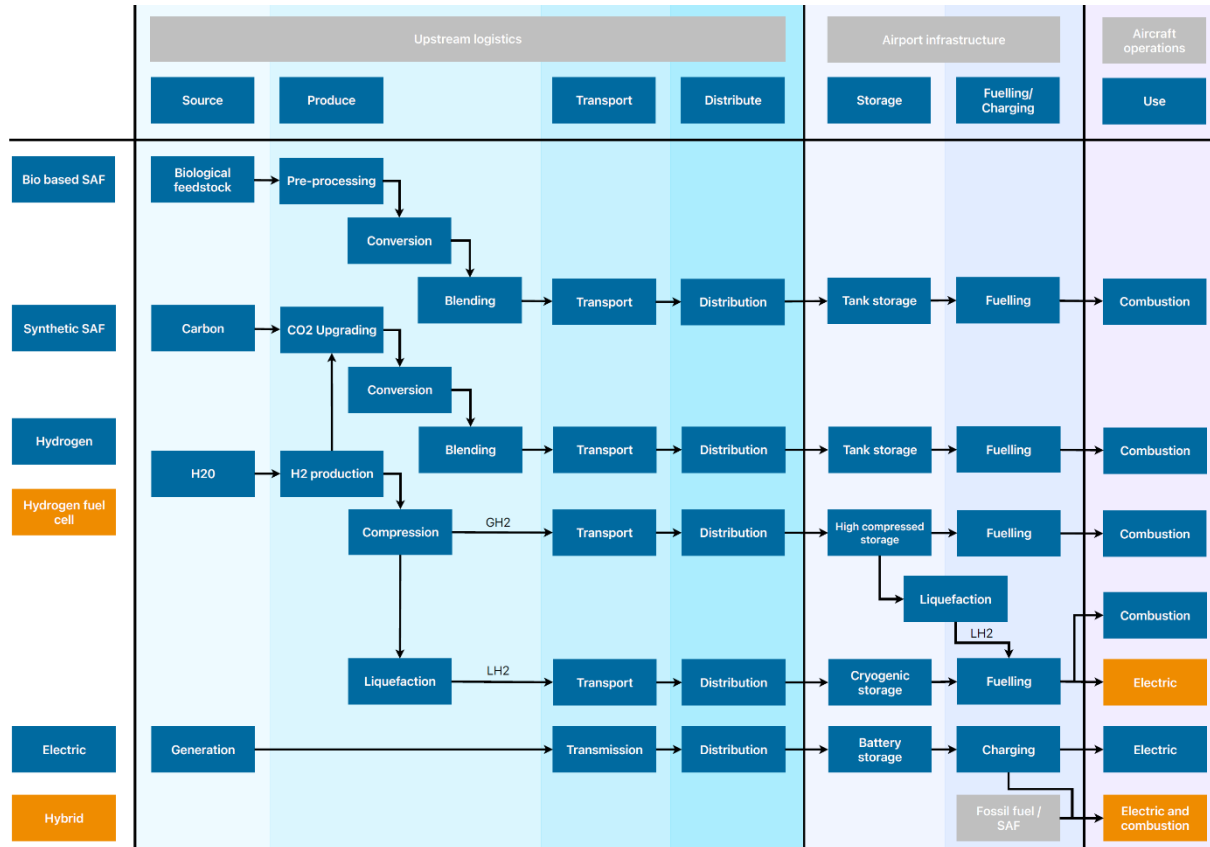 Upstream logistics
Airport infrastructure
Aircraft
operations
Source
Produce
Transport
Distribute
Storage
Fuelling/
Charging
Use
Bio based SAF
Biological
feedstock
Pre-processing
Conversion
Blending
Transport
Distribution
Tank storage
Fuelling
Combustion
Synthetic SAF
Carbon
CO2 Upgrading
Conversion
Hydrogen
Blending
Transport
Distribution
Tank storage
Fuelling
Combustion
H20
H2 production
Hydrogen fuel
cell
Compression
GH2
Transport
Distribution
High compressed
storage
Fuelling
Combustion
Liquefaction
Combustion
LH2
Liquefaction
LH2
Transport
Distribution
Cryogenic
storage
Fuelling
Electric
Electric
Generation
Transmission
Distribution
Battery
storage
Charging
Electric
Hybrid
Fossil fuel /
SAF
Electric and
combustion